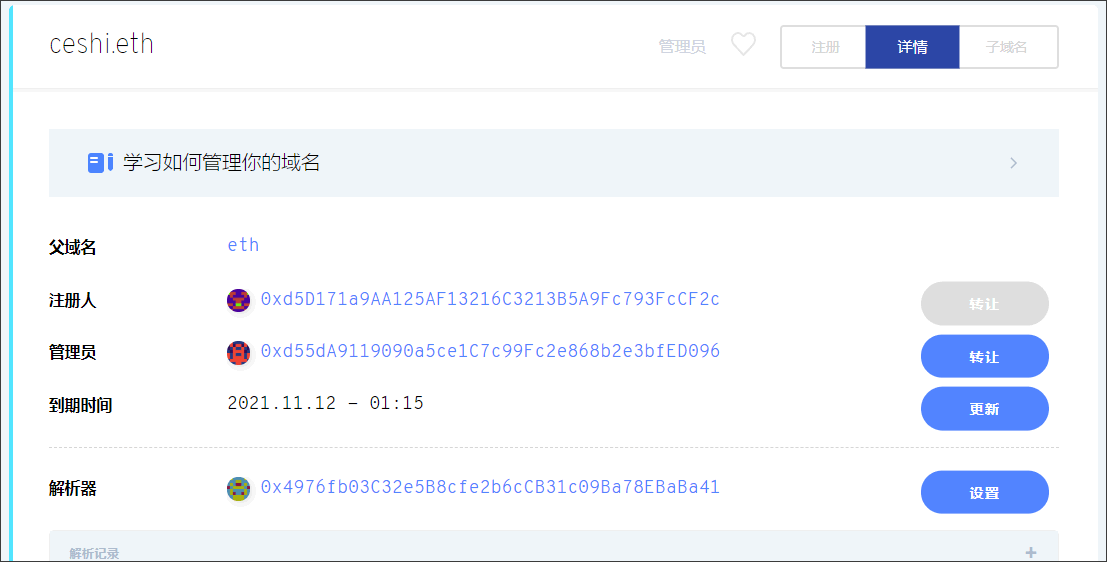 ceshi.eth
管理员
注册
详情
子域名
学习如何管理你的域名
父域名 eth
注册人 0xd5D171a9AA125AF13216C3213B5A9Fc793FcCF2c 转让
管理员 0xd55dA9119090a5ce1C7c99Fc2e868b2e3bfED096 转让
到期时间 2021.11.12 – 01:15 更新
解析器 0x4976fb03C32e5B8cfe2b6cCB31c09Ba78EBaBa41 设置
解析记录 +